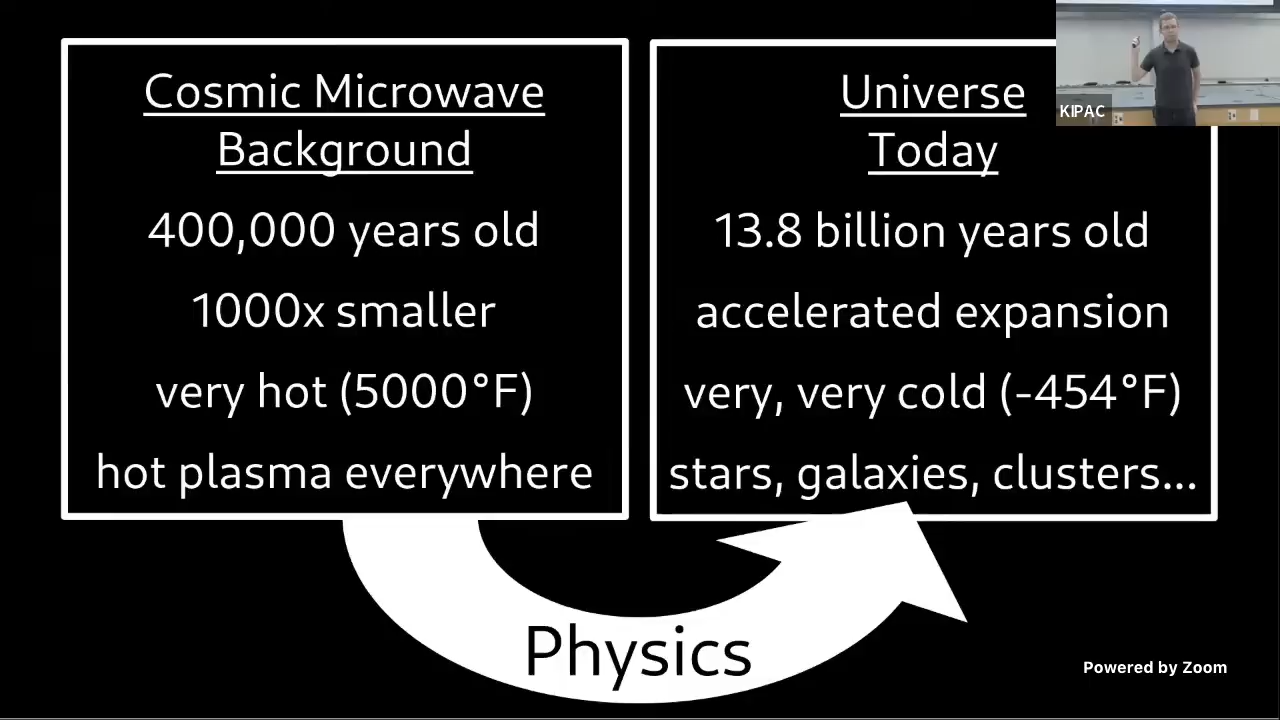 Cosmic Microwave
Background
400,000 years old
1000x smaller
very hot (5000°F)
hot plasma everywhere
Universe
Today
13.8 billion years old
accelerated expansion
very, very cold (-454°F)
stars, galaxies, clusters...
KIPAC
Physics
Powered by Zoom